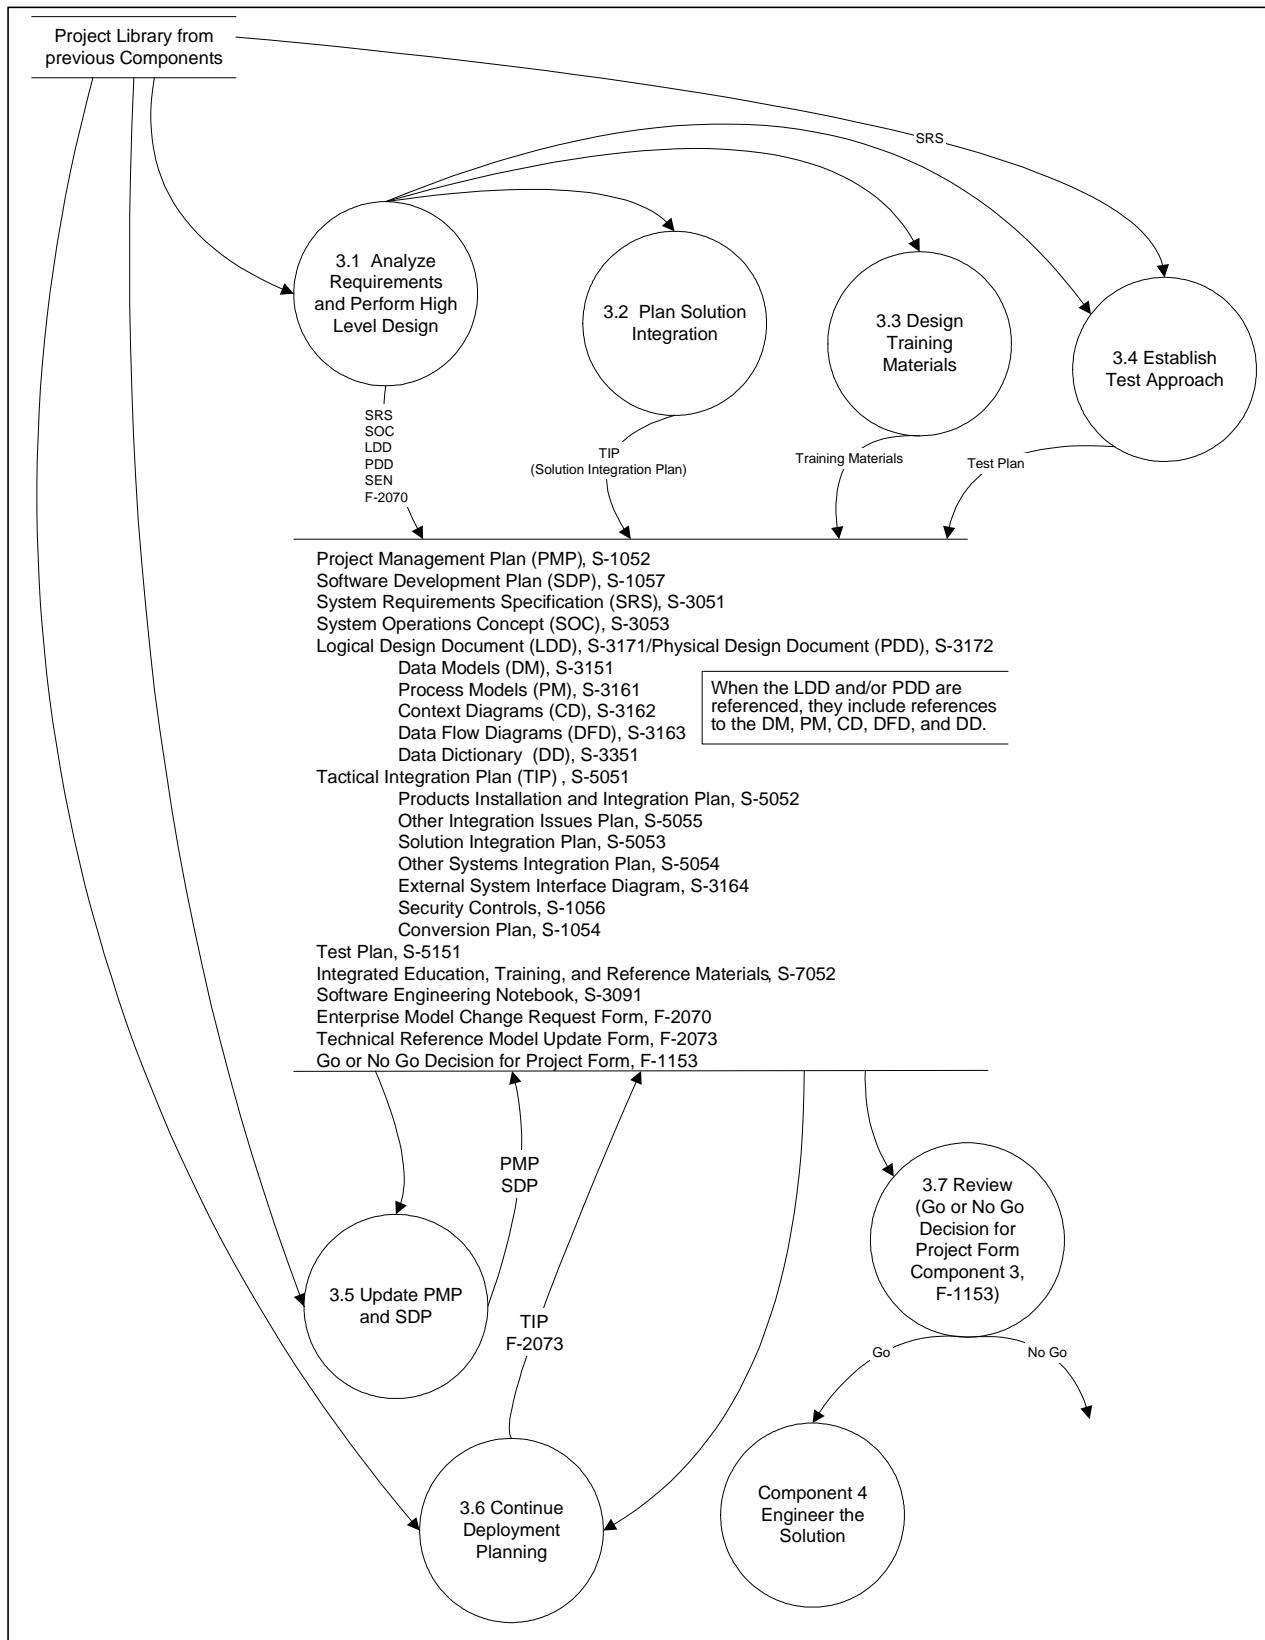 Project Library from
previous Components
SRS
3.1  Analyze
Requirements
and Perform High
Level Design
3.2  Plan Solution
Integration
3.3 Design
Training
Materials
3.4 Establish
Test Approach
SRS
SOC
LDD
PDD
SEN
F-2070
TIP
(Solution Integration Plan)
Training Materials
Test Plan
Project Management Plan (PMP), S-1052
Software Development Plan (SDP), S-1057
System Requirements Specification (SRS), S-3051
System Operations Concept (SOC), S-3053
Logical Design Document (LDD), S-3171/Physical Design Document (PDD), S-3172
Data Models (DM), S-3151
Process Models (PM), S-3161
Context Diagrams (CD), S-3162
Data Flow Diagrams (DFD), S-3163
Data Dictionary  (DD), S-3351
When the LDD and/or PDD are
referenced, they include references
to the DM, PM, CD, DFD, and DD.
Tactical Integration Plan (TIP) , S-5051
Products Installation and Integration Plan, S-5052
Other Integration Issues Plan, S-5055
Solution Integration Plan, S-5053
Other Systems Integration Plan, S-5054
External System Interface Diagram, S-3164
Security Controls, S-1056
Conversion Plan, S-1054
Test Plan, S-5151
Integrated Education, Training, and Reference Materials, S-7052
Software Engineering Notebook, S-3091
Enterprise Model Change Request Form, F-2070
Technical Reference Model Update Form, F-2073
Go or No Go Decision for Project Form, F-1153
PMP
SDP
3.7 Review
(Go or No Go
Decision for
Project Form
Component 3,
F-1153)
3.5 Update PMP
and SDP
TIP
F-2073
Go
No Go
3.6 Continue
Deployment
Planning
Component 4
Engineer the
Solution